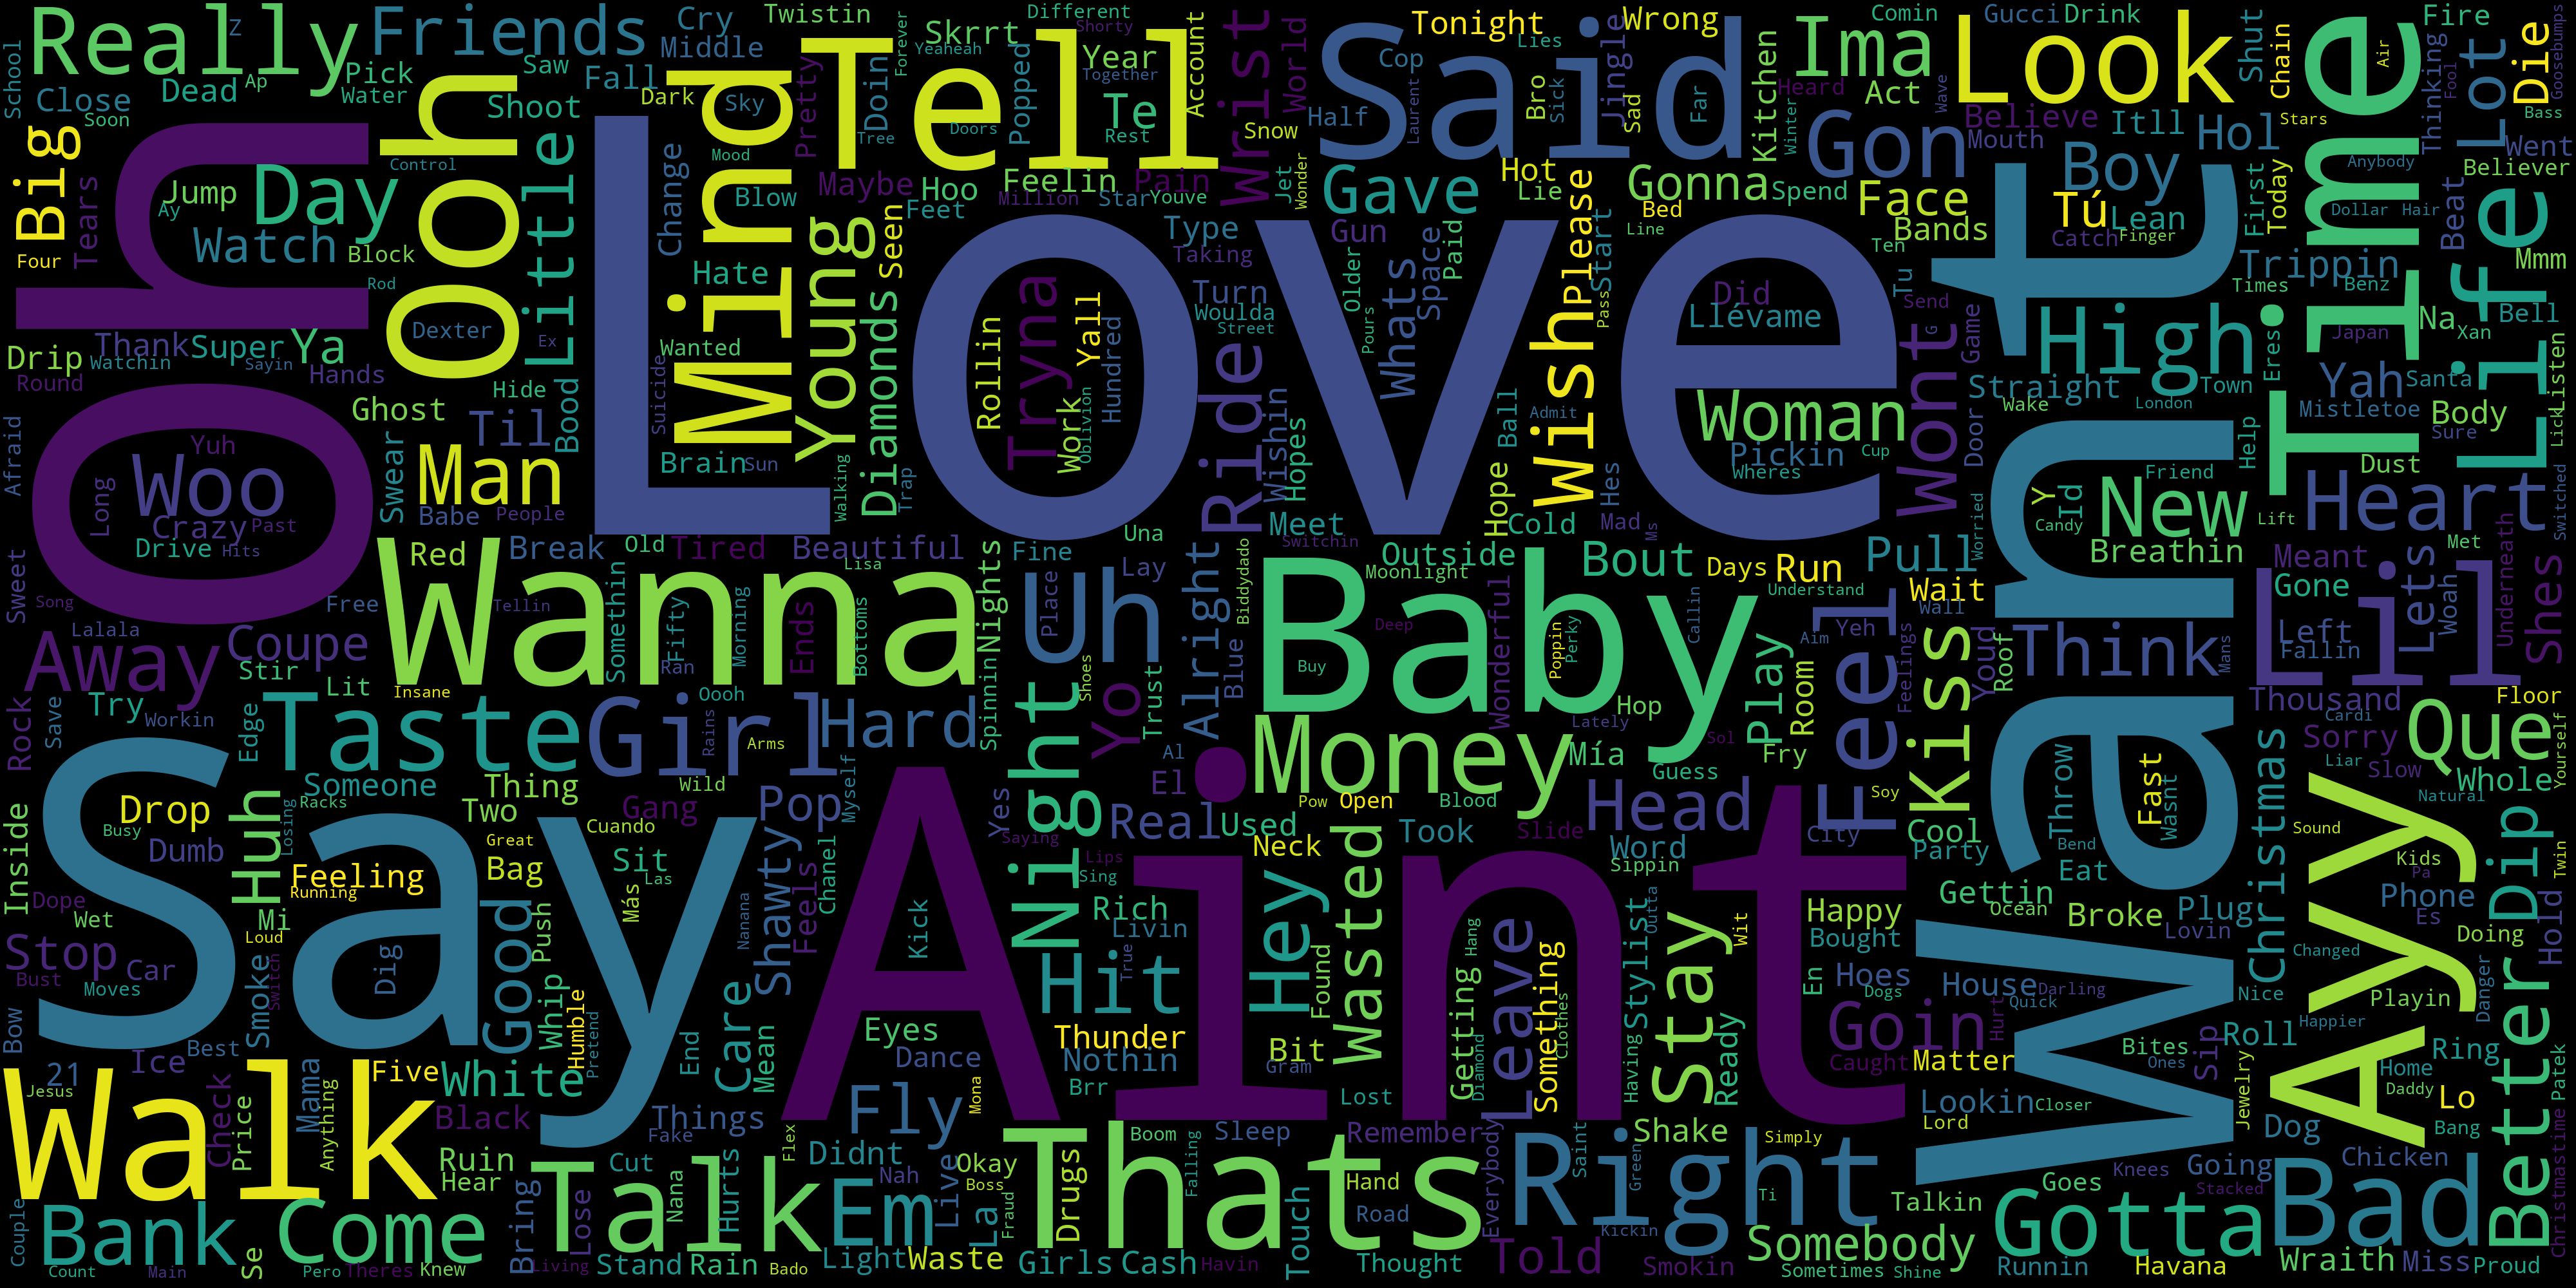 Love
Oh
Say
Aint
Want
Baby
Wanna
Tell
Said
Look
Time
Life
Lil
Ayy
Walk
Thats
Talk
Right
Bad
Gotta
Better
Mind
Ooh
Really
Friends
Big
Day
Little
Watch
Young
Diamonds
Tryna
Ride
Wrist
Gave
Wish
Please
Whats
Woman
Gon
Ima
Gonna
Face
Boy
High
Wont
New
Heart
Think
Feel
Kiss
Money
Head
Uh
Night
Yo
Taste
Girl
Hard
Away
Coupe
Man
Woo
Til
Huh
Good
Shawty
Pop
Care
Hit
Hey
Wasted
Leave
Stay
Goin
Real
Alright
Christmas
Que
Dip
Shes
Lets
Bank
Come
Em
Fly
White
Told
Somebody
Stop
School
Z
Ap
Dead
Close
Soon
Pick
Water
Saw
Shoot
Fall
Cry
Middle
Twistin
Skrrt
Different
Shorty
Yeaheah
Forever
Together
Year
Account
Te
Rest
Popped
Doin
Dark
Sky
Doors
Tree
Mood
Pretty
Maybe
Blow
Hoo
Feelin
Pain
Million
Star
Youve
Feet
Change
Hate
Seen
World
Snow
Jet
Wonder
Half
Laurent
Cop
Tonight
Lies
Bro
Sick
Jingle
Wrong
Sad
Far
Hot
Lie
Kitchen
Winter
Heard
Act
Comin
Gucci
Drink
Believe
Mouth
Itll
Hol
Shut
Chain
Stars
Air
Thinking
Fool
Lot
Fire
Die
Bass
Goosebumps
Went
Believer
Anybody
Dollar
Hair
Beat
Today
First
Spend
Bed
Line
Bands
Ten
Tú
Lean
Catch
Finger
Trippin
Mmm
Times
Benz
Japan
Na
Xan
Bell
Tears
Jump
Ay
Block
Four
Rod
Control
Dexter
Thank
Super
Ya
Drip
Watchin
Sayin
Ex
Round
Hands
Hide
Ghost
Bood
Swear
Afraid
Yuh
Long
Crazy
Past
Drive
Hits
Babe
People
Suicide
Wanted
Brain
Sun
Walking
Trap
Rollin
Work
Yall
Oblivion
Hundred
Type
Taking
Turn
Woulda
Street
Gun
Older
Pours
Paid
Space
Start
Pass
Did
Llévame
Tu
Send
G
Game
Pickin
Wheres
Cup
Straight
Town
London
Wake
Door
Help
Eres
Yah
Santa
Mistletoe
Body
Sure
Listen
Lick
Dust
Friend
Y
Id
Candy
Lift
Breathin
Meant
Met
Switched
Wishin
Hopes
Hope
Ball
Admit
Hes
Mad
Ms
Cold
Meet
Switchin
Una
Outside
Moonlight
Bout
Days
Run
Understand
Pull
Worried
Wait
Wall
Gone
Woah
Underneath
Left
Fallin
Sweet
Song
Red
Break
Old
Tired
Beautiful
Lisa
Nights
Fine
Lay
Place
Biddydado
Free
Tellin
Lalala
Somethin
Fifty
Morning
Ends
Bottoms
Ran
Stir
Lit
Insane
Oooh
Spinnin
Shoes
Trust
Blue
Wonderful
Buy
Deep
Poppin
Perky
Callin
Lately
Hop
Sol
Play
Room
Aim
Yeh
Feelings
Youd
Roof
Mans
Thousand
Floor
Cardi
Sorry
Liar
Slow
Whole
Yourself
Rock
Save
Try
Workin
Edge
Someone
Thing
Rains
Arms
Wild
Al
El
Mía
Guess
Fry
Soy
Inside
Drop
Busy
Racks
Losing
Two
Gang
Cuando
Great
Dumb
Feeling
Running
Bag
Sit
Más
Las
Myself
Yes
Saying
Lips
Sing
Used
Pow
Open
Blood
Neck
Took
Slide
Word
City
Cool
Party
Throw
Bend
Fast
Wasnt
Sound
Natural
Kids
Pa
Twin
Phone
Es
Dope
Wet
Mi
Loud
Push
Nanana
Feels
Chanel
Kick
Rich
Livin
True
Found
Sippin
Outta
Wit
Hang
Happy
Bought
Gettin
Ocean
Eat
Broke
Plug
Lovin
Changed
Doing
Hold
Bust
Car
Moves
Switch
Smoke
Dig
Whip
Humble
Pretend
End
Mean
Eyes
Dance
Thunder
Nothin
Gram
Bit
Getting
Diamond
Something
Clothes
Having
Stylist
Ready
En
Dogs
Hoes
Caught
Hurt
House
Quick
Darling
Matter
Nice
Happier
Playin
Danger
Bow
Ice
Best
21
Jesus
Mama
Five
Anything
Check
Price
Black
Things
Fake
Mona
Brr
Lost
Bites
Ones
Sip
Roll
Ring
Home
Daddy
Lo
Patek
Jewelry
Lookin
Closer
Lord
Dog
Bang
Ruin
Hear
Cut
Hurts
Flex
Didnt
Nah
Live
Okay
Boss
Boom
Sleep
Falling
Remember
Hand
Everybody
Saint
Green
Shake
Simply
Ti
Talkin
Goes
Knees
Going
Stacked
Chicken
Christmastime
Couple
Count
Main
Se
Pero
Theres
Knew
Bring
Living
Lose
Stand
Nana
Rain
Bado
Light
Waste
La
Fraud
Girls
Drugs
Cash
Havin
Touch
Road
Thought
Kickin
Smokin
Sometimes
Shine
Runnin
Havana
Wraith
Miss
Proud